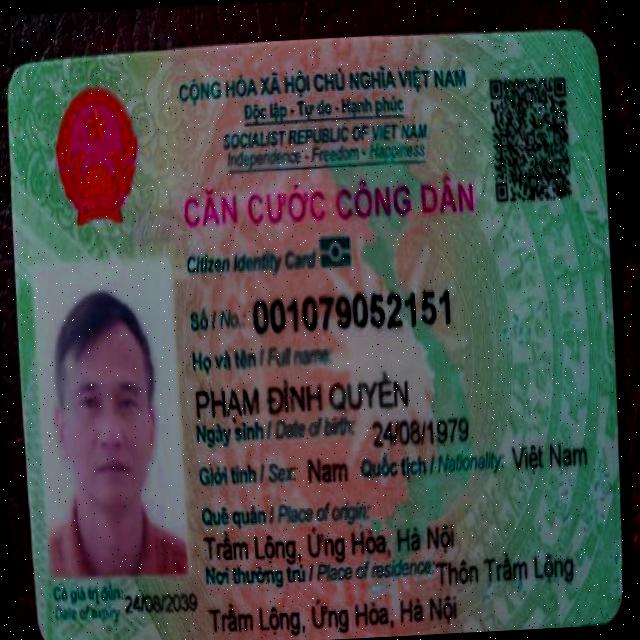 CỘNG HÒA XÃ HỘI CHỦ NGHĨA VIỆT NAM
Độc lập - Tự do - Hạnh phúc
SOCIALIST REPUBLIC OF VIET NAM
Independence - Freedom - Happiness
CĂN CƯỚC CÔNG DÂN
Citizen Identity Card
Số / No.: 001079052151
Họ và tên / Full name:
PHẠM ĐÌNH QUYỀN
Ngày sinh / Date of birth: 24/08/1979
Giới tính / Sex: Nam Quốc tịch / Nationality: Việt Nam
Quê quán / Place of origin:
Trầm Lộng, Ứng Hòa, Hà Nội
Nơi thường trú / Place of residence: Thôn Trầm Lộng
Trầm Lộng, Ứng Hòa, Hà Nội
Có giá trị đến: 24/08/2039
Date of expiry